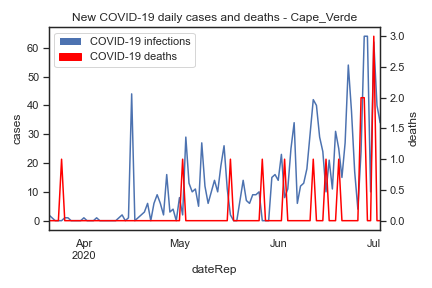 New COVID-19 daily cases and deaths - Cape_Verde
COVID-19 infections
COVID-19 deaths
60
50
40
30
20
10
0
cases
3.0
2.5
2.0
1.5
1.0
0.5
0.0
deaths
Apr
2020
May
Jun
Jul
dateRep